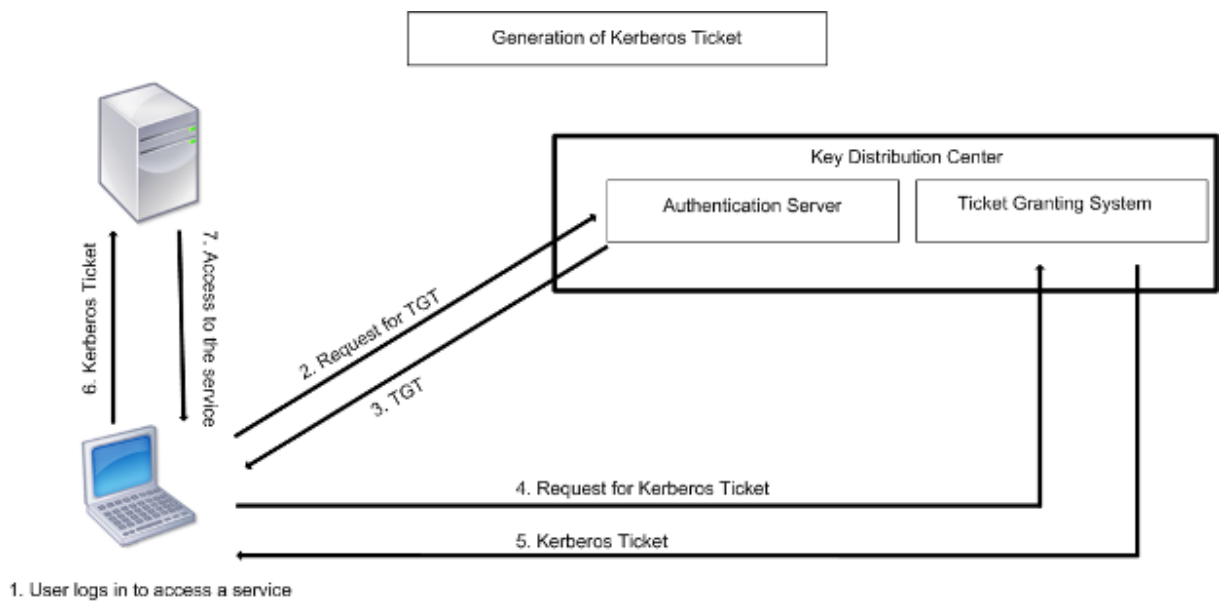 Generation of Kerberos Ticket
Key Distribution Center
Authentication Server
Ticket Granting System
6. Kerberos Ticket
7. Access to the service
2. Request for TGT
3. TGT
4. Request for Kerberos Ticket
5. Kerberos Ticket
1. User logs in to access a service